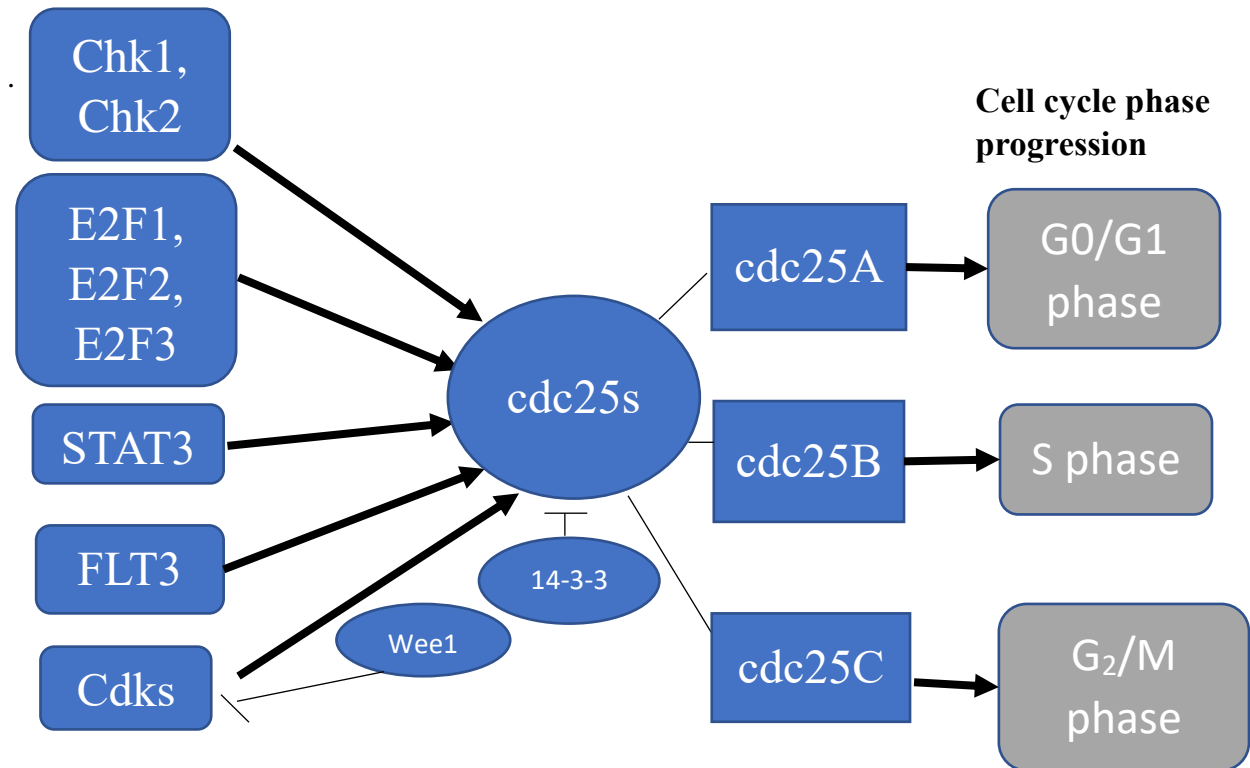 Chk1,
Chk2
.
E2F1,
E2F2,
E2F3
STAT3
FLT3
Cdks
Wee1
14-3-3
cdc25s
cdc25A
cdc25B
cdc25C
Cell cycle phase
progression
G0/G1
phase
S phase
G₂/M
phase